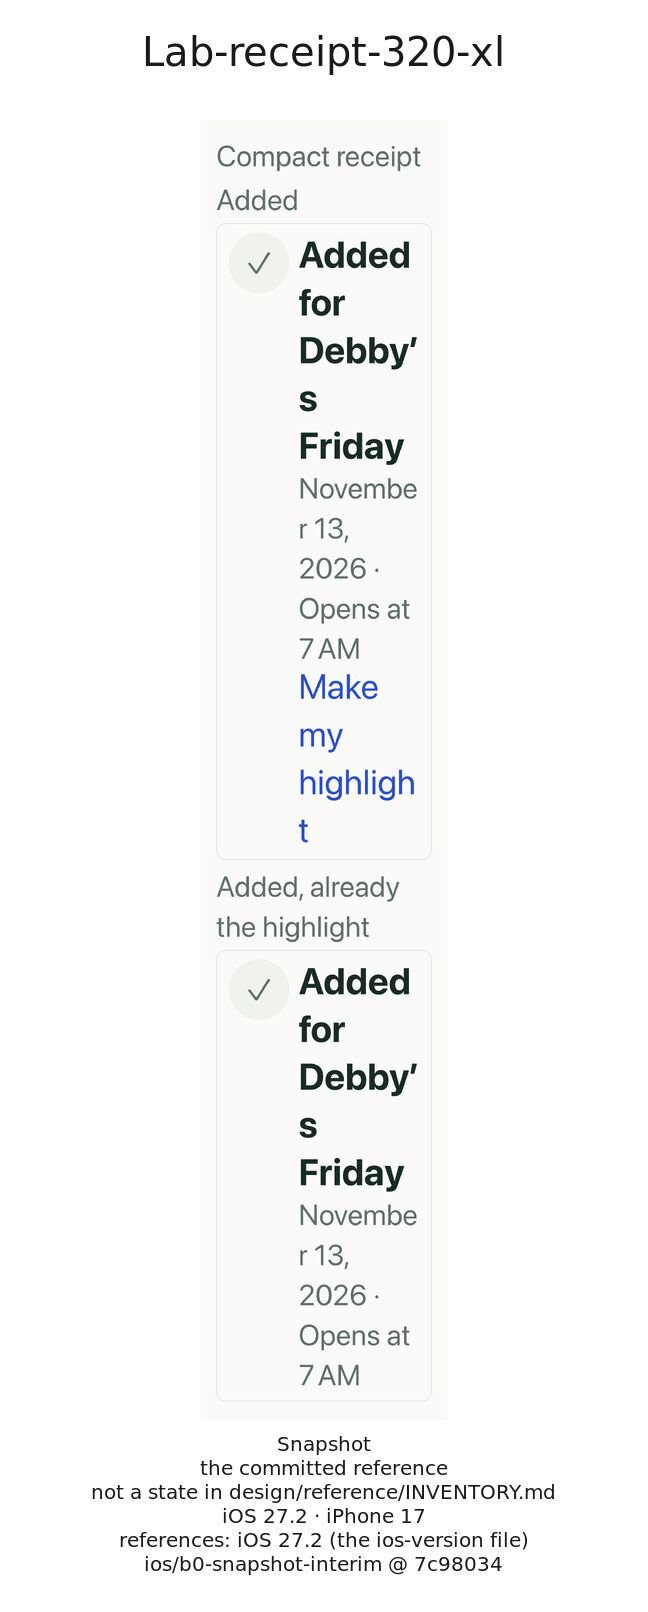 Lab-receipt-320-xl
Compact receipt
Added
Added
for
Debby’
s
Friday
Novembe
r 13,
2026 ·
Opens at
7 AM
Make
my
highligh
t
Added, already
the highlight
Added
for
Debby’
s
Friday
Novembe
r 13,
2026 ·
Opens at
7 AM
Snapshot
the committed reference
not a state in design/reference/INVENTORY.md
iOS 27.2 · iPhone 17
references: iOS 27.2 (the ios-version file)
ios/b0-snapshot-interim @ 7c98034